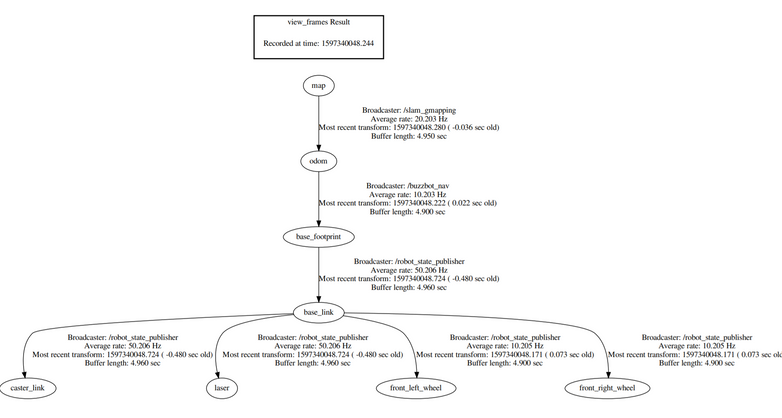 view_frames Result
Recorded at time: 1597340048.244
map
Broadcaster: /slam_gmapping
Average rate: 20.203 Hz
Most recent transform: 1597340048.280 ( -0.036 sec old)
Buffer length: 4.950 sec
odom
Broadcaster: /buzzbot_nav
Average rate: 10.203 Hz
Most recent transform: 1597340048.222 ( 0.022 sec old)
Buffer length: 4.900 sec
base_footprint
Broadcaster: /robot_state_publisher
Average rate: 50.206 Hz
Most recent transform: 1597340048.724 ( -0.480 sec old)
Buffer length: 4.960 sec
base_link
Broadcaster: /robot_state_publisher
Average rate: 50.206 Hz
Most recent transform: 1597340048.724 ( -0.480 sec old)
Buffer length: 4.960 sec
Broadcaster: /robot_state_publisher
Average rate: 50.206 Hz
Most recent transform: 1597340048.724 ( -0.480 sec old)
Buffer length: 4.960 sec
Broadcaster: /robot_state_publisher
Average rate: 10.205 Hz
Most recent transform: 1597340048.171 ( 0.073 sec old)
Buffer length: 4.900 sec
Broadcaster: /robot_state_publisher
Average rate: 10.205 Hz
Most recent transform: 1597340048.171 ( 0.073 sec
Buffer length: 4.900 sec
caster_link
laser
front_left_wheel
front_right_wheel